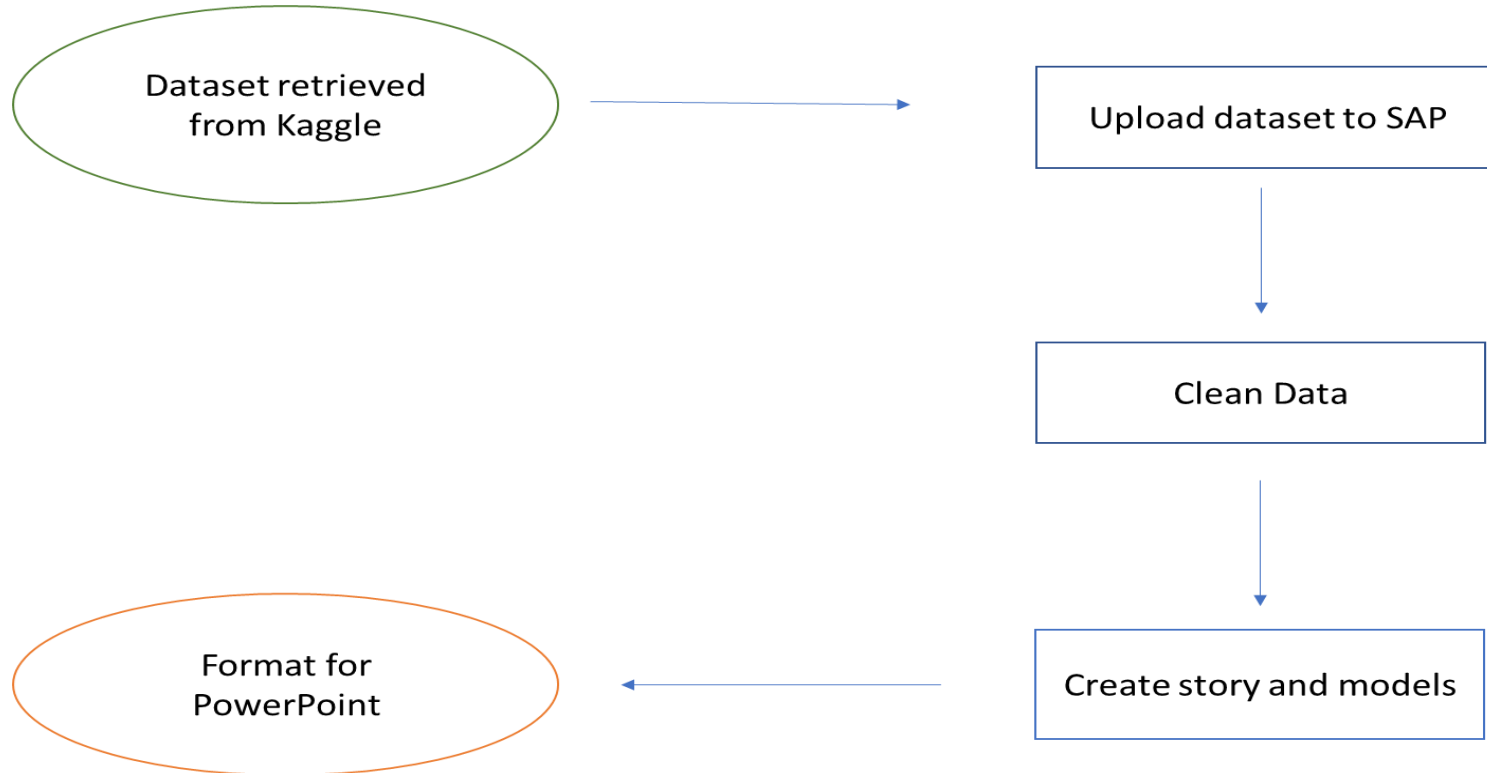 Dataset retrieved
from Kaggle
Upload dataset to SAP
Clean Data
Create story and models
Format for
PowerPoint